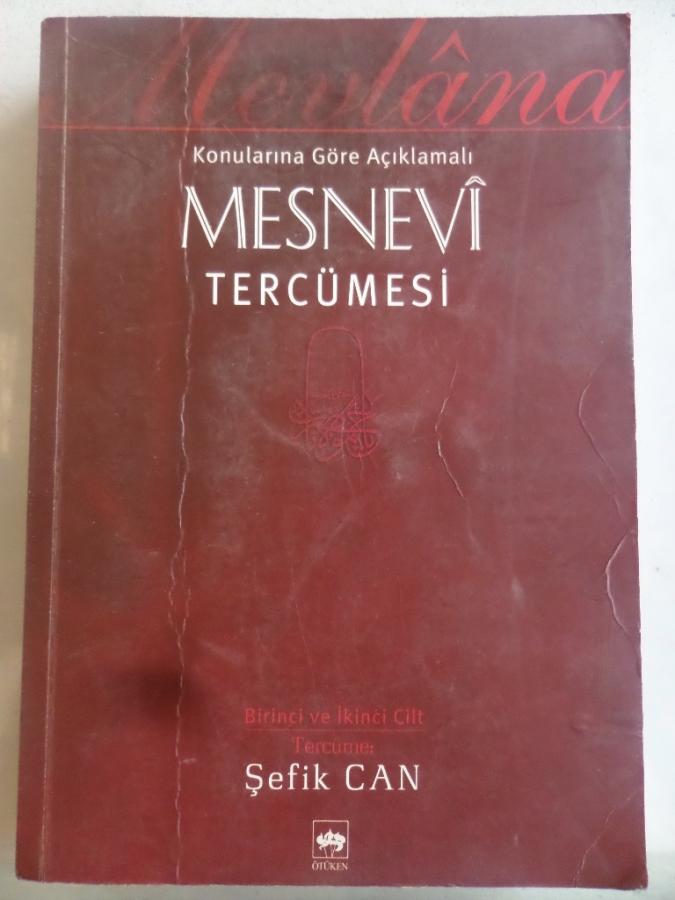 Mevlâna
Konularına Göre Açıklamalı
MESNEVÎ
TERCÜMESİ
Birinci ve İkinci Cilt
Tercüme:
Şefik CAN
ÖTÜKEN